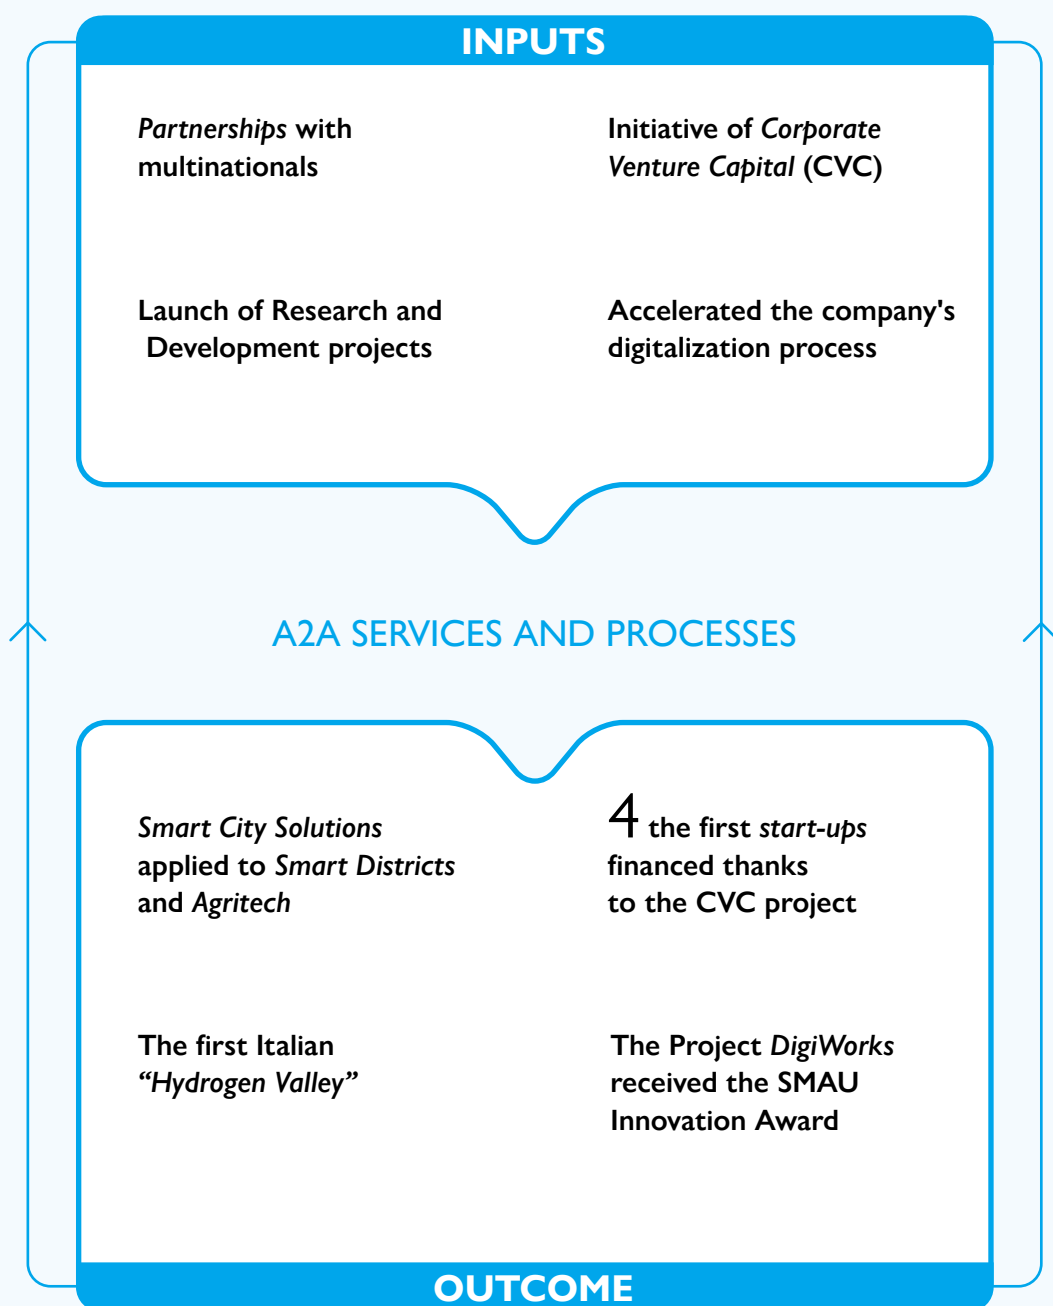 INPUTS
Partnerships with
multinationals
Initiative of Corporate
Venture Capital (CVC)
Launch of Research and
Development projects
Accelerated the company's
digitalization process
A2A SERVICES AND PROCESSES
Smart City Solutions
applied to Smart Districts
and Agritech
4 the first start-ups
financed thanks
to the CVC project
The first Italian
“Hydrogen Valley”
The Project DigiWorks
received the SMAU
Innovation Award
OUTCOME